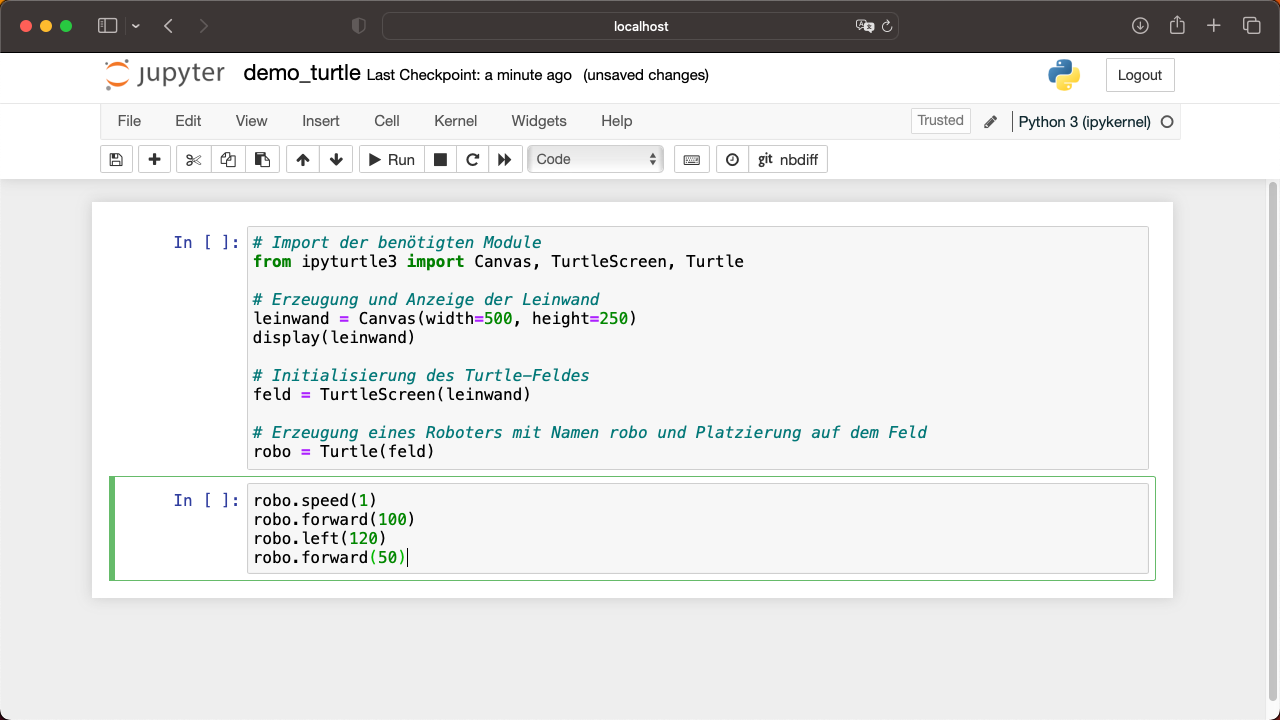 localhost
jupyter demo_turtle Last Checkpoint: a minute ago (unsaved changes)
Logout
File Edit View Insert Cell Kernel Widgets Help
Trusted
Python 3 (ipykernel)
Run
Code
git nbdiff
In [ ]:
# Import der benötigten Module
from ipyturtle3 import Canvas, TurtleScreen, Turtle
# Erzeugung und Anzeige der Leinwand
leinwand = Canvas(width=500, height=250)
display(leinwand)
# Initialisierung des Turtle-Feldes
feld = TurtleScreen(leinwand)
# Erzeugung eines Roboters mit Namen robo und Platzierung auf dem Feld
robo = Turtle(feld)
In [ ]:
robo.speed(1)
robo.forward(100)
robo.left(120)
robo.forward(50)